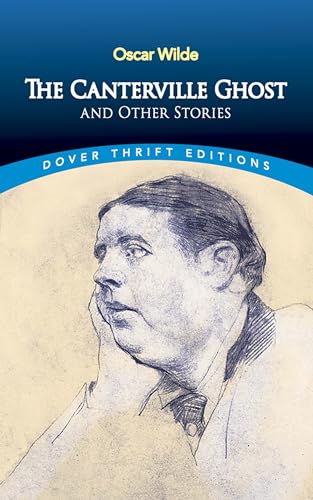 Oscar Wilde
The Canterville Ghost
and Other Stories
DOVER THRIFT EDITIONS